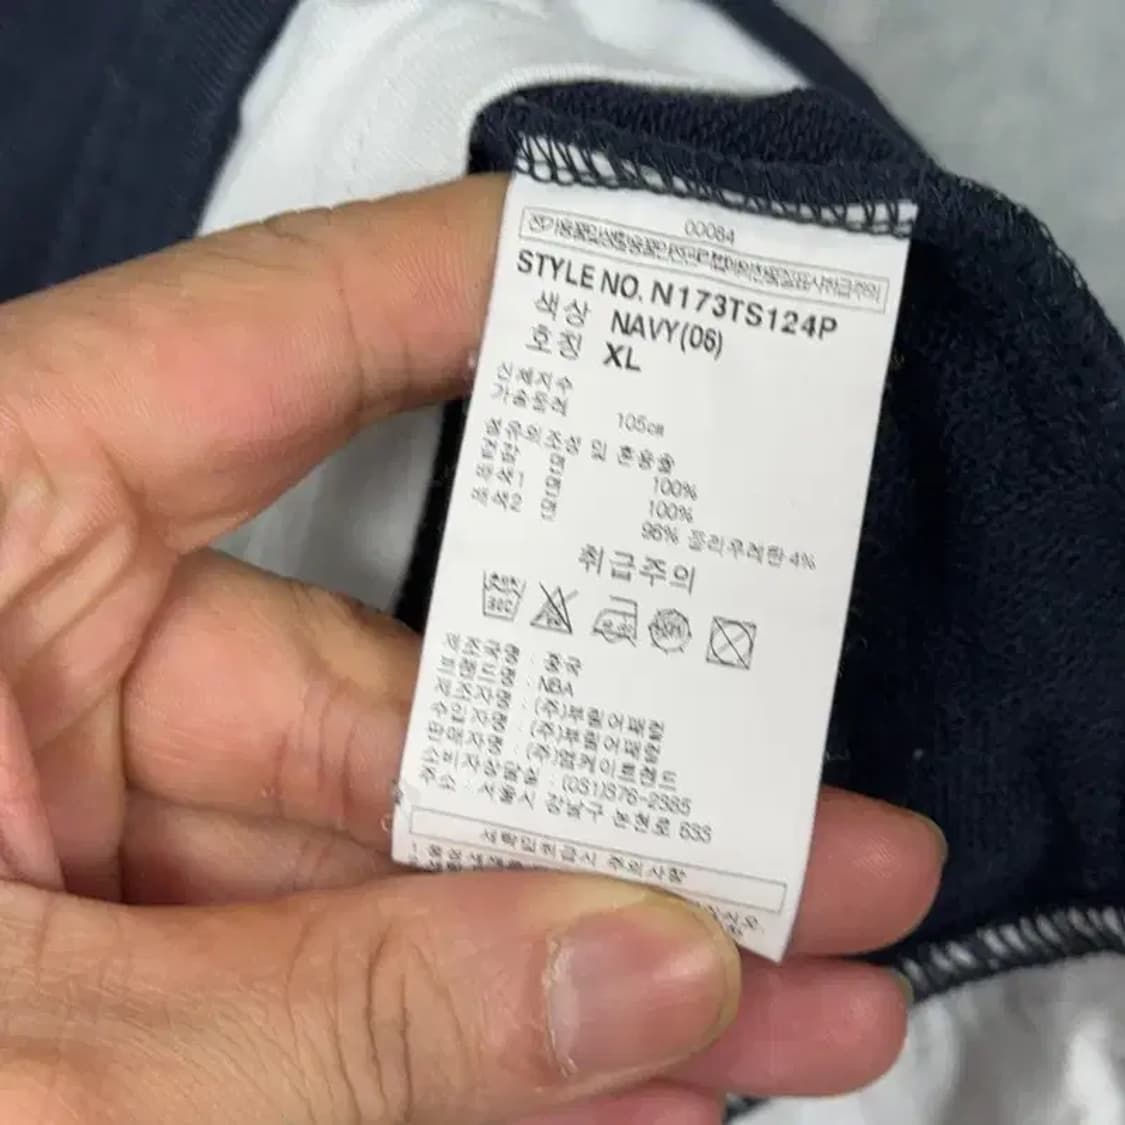 00084
STYLE NO. N173TS124P
색상 NAVY(06)
호칭 XL
신체치수
가슴둘레 105㎝
섬유의조성 및 혼용율
겉감 면 100%
배색1 면 100%
배색2 면 96% 폴리우레탄 4%
취급주의
제조국명 : 중국
브랜드명 : NBA
제조자명 : (주)부릴어패럴
수입자명 : (주)부릴어패럴
판매자명 : (주)엠케이트렌드
소비자상담실 : (031)876-2385
주소 : 서울시 강남구 논현로 633
세탁및취급시 주의사항